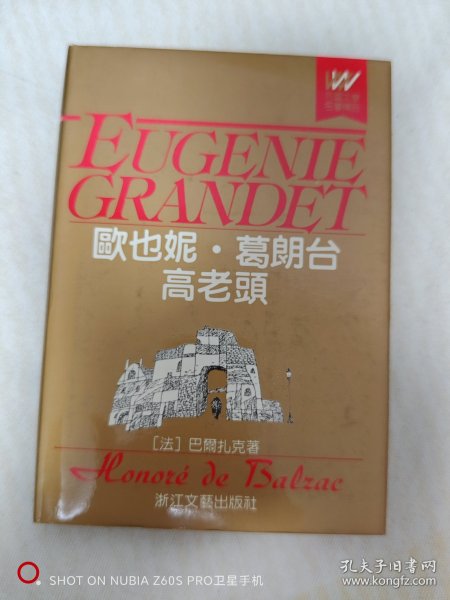 W
EUGENIE
GRANDET
歐也妮·葛朗台
高老頭
［法］巴爾扎克著
Honoré de Balzac
浙江文藝出版社
SHOT ON NUBIA Z60S PRO卫星手机
孔夫子旧书网
www.kongfz.com